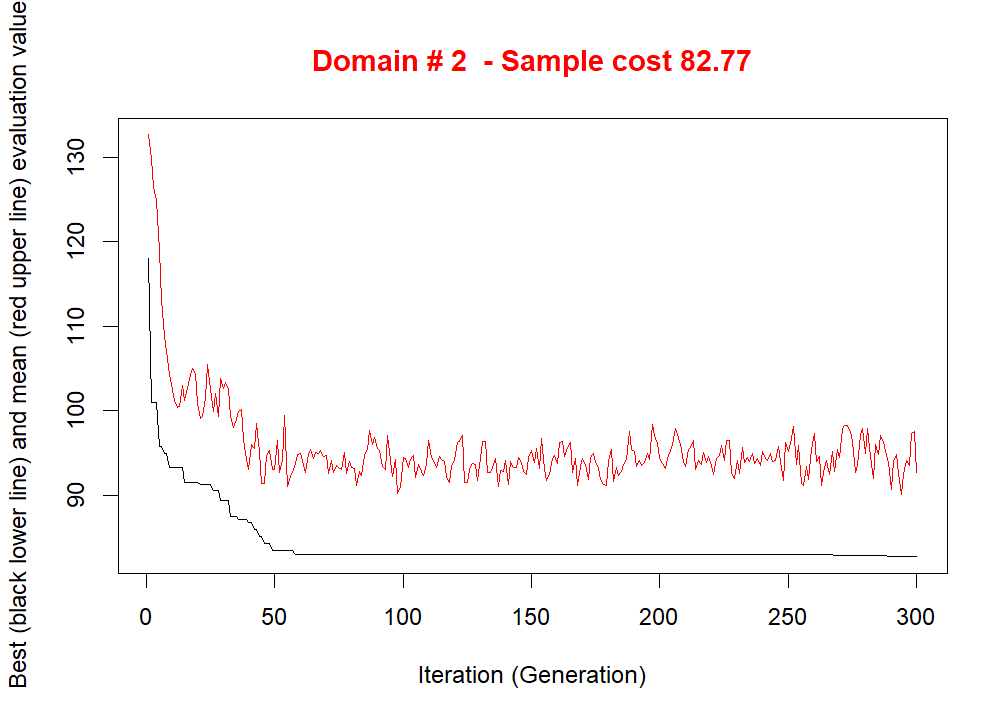 Domain # 2  - Sample cost 82.77
Best (black lower line) and mean (red upper line) evaluation value
130
120
110
100
90
0 50 100 150 200 250 300
Iteration (Generation)